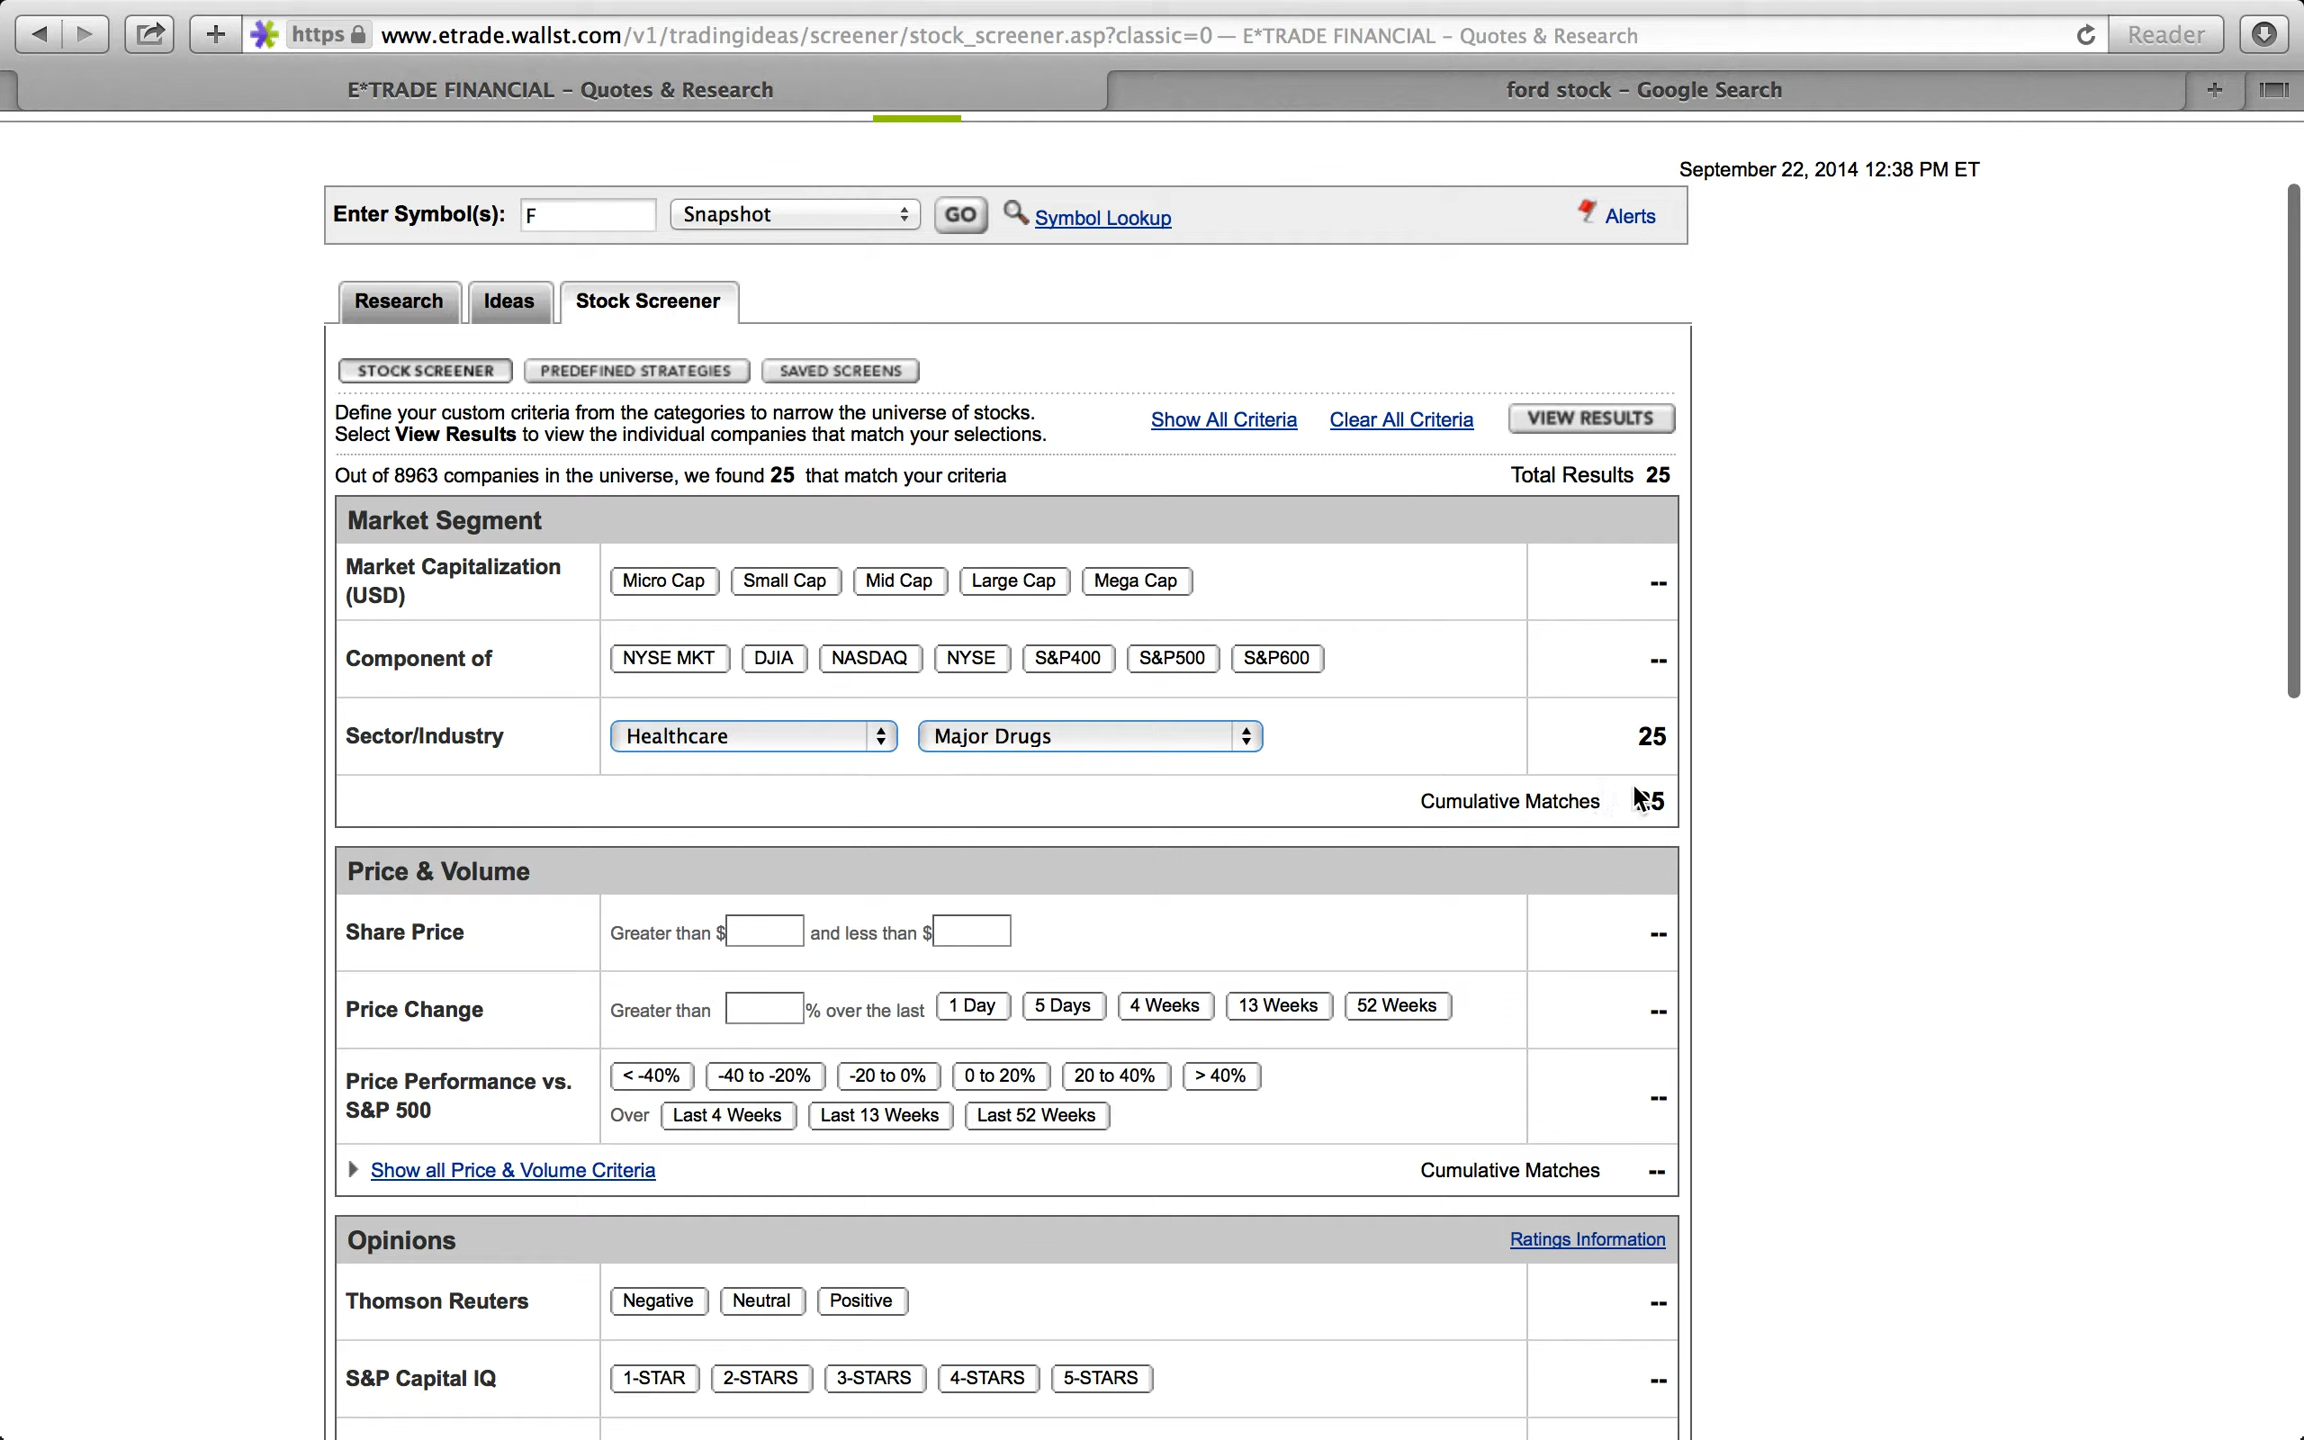 https www.etrade.wallst.com/v1/tradingideas/screener/stock_screener.asp?classic=0 — E*TRADE FINANCIAL – Quotes & Research Reader
E*TRADE FINANCIAL – Quotes & Research ford stock – Google Search
September 22, 2014 12:38 PM ET
Enter Symbol(s): F Snapshot GO Symbol Lookup Alerts
Research Ideas Stock Screener
STOCK SCREENER PREDEFINED STRATEGIES SAVED SCREENS
Define your custom criteria from the categories to narrow the universe of stocks.
Select View Results to view the individual companies that match your selections.
Show All Criteria Clear All Criteria VIEW RESULTS
Out of 8963 companies in the universe, we found 25 that match your criteria Total Results 25
Market Segment
Market Capitalization
(USD)
Micro Cap Small Cap Mid Cap Large Cap Mega Cap --
Component of NYSE MKT DJIA NASDAQ NYSE S&P400 S&P500 S&P600 --
Sector/Industry Healthcare Major Drugs 25
Cumulative Matches
Price & Volume
Share Price Greater than $ and less than $ --
Price Change Greater than % over the last 1 Day 5 Days 4 Weeks 13 Weeks 52 Weeks --
Price Performance vs.
S&P 500
< -40% -40 to -20% -20 to 0% 0 to 20% 20 to 40% > 40%
Over Last 4 Weeks Last 13 Weeks Last 52 Weeks --
Show all Price & Volume Criteria Cumulative Matches --
Opinions Ratings Information
Thomson Reuters Negative Neutral Positive --
S&P Capital IQ 1-STAR 2-STARS 3-STARS 4-STARS 5-STARS --